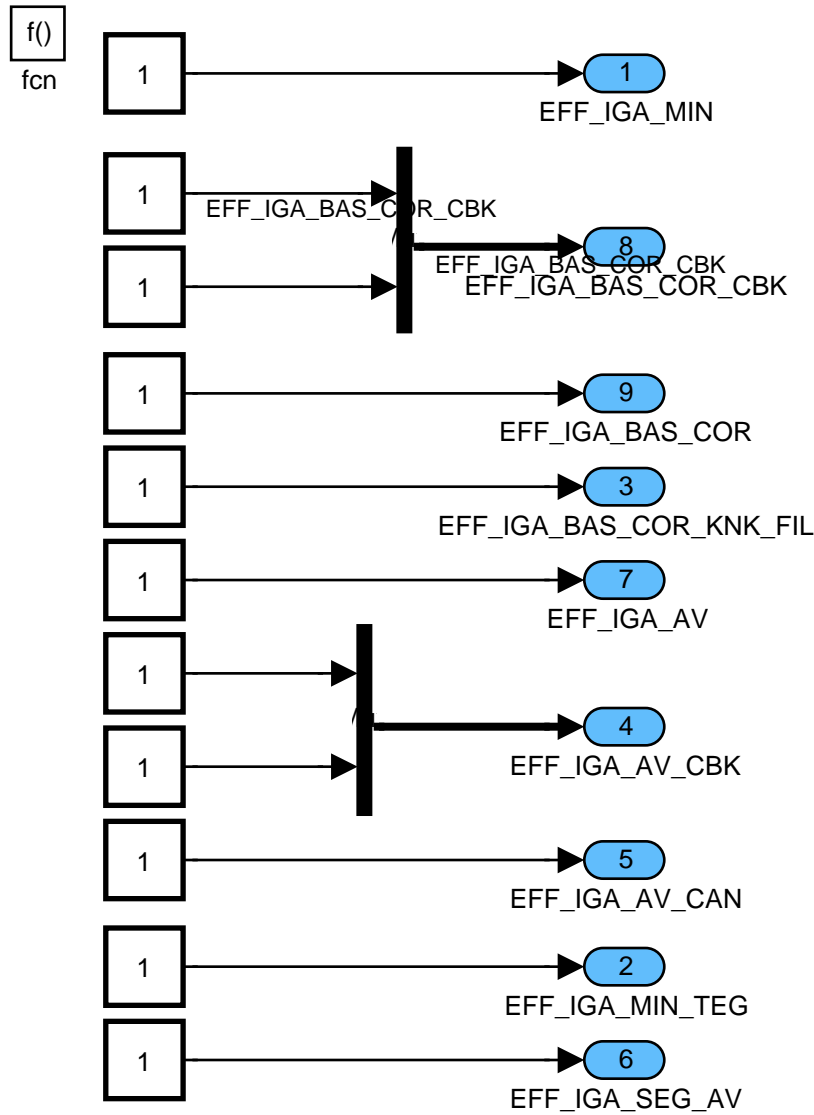 f()
fcn
1
1
EFF_IGA_MIN
1
EFF_IGA_BAS_COR_CBK
8
EFF_IGA_BAS_COR_CBK
EFF_IGA_BAS_COR_CBK
1
1
9
EFF_IGA_BAS_COR
1
3
EFF_IGA_BAS_COR_KNK_FIL
1
7
EFF_IGA_AV
1
4
EFF_IGA_AV_CBK
1
1
5
EFF_IGA_AV_CAN
1
2
EFF_IGA_MIN_TEG
1
6
EFF_IGA_SEG_AV